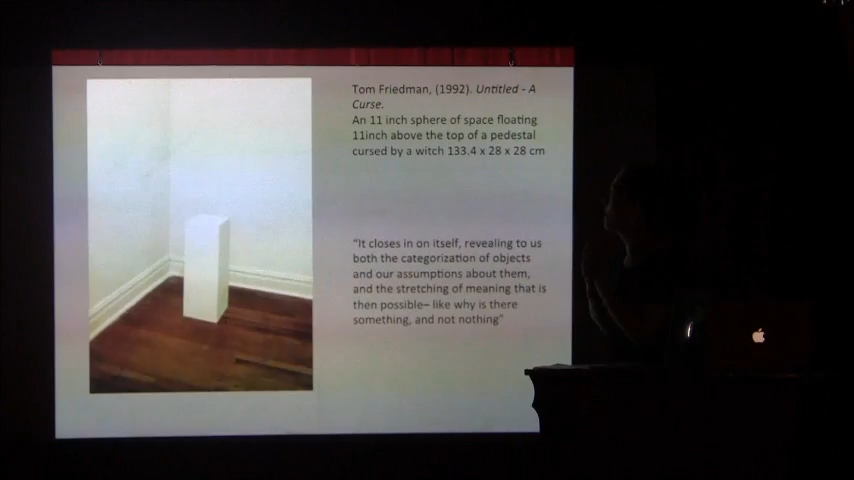 Tom Friedman, (1992). Untitled - A
Curse.
An 11 inch sphere of space floating
11inch above the top of a pedestal
cursed by a witch 133.4 x 28 x 28 cm
“It closes in on itself, revealing to us
both the categorization of objects
and our assumptions about them,
and the stretching of meaning that is
then possible– like why is there
something, and not nothing”